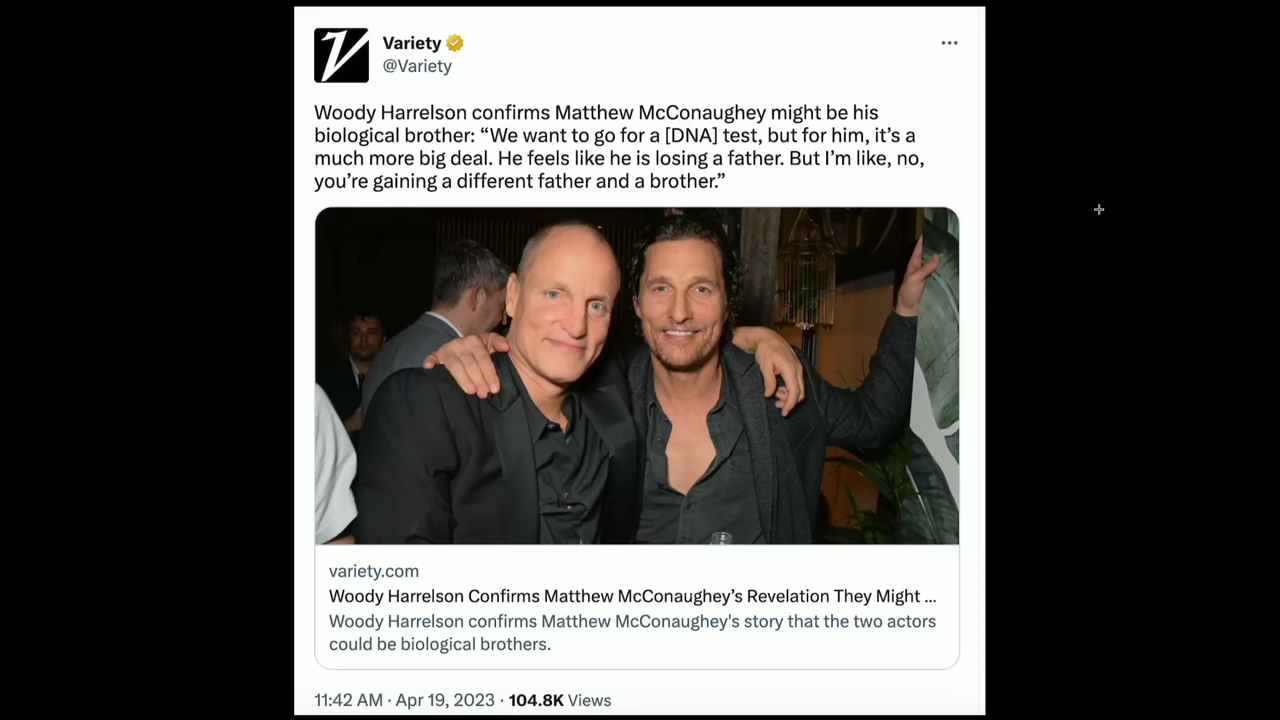 Variety
@Variety
Woody Harrelson confirms Matthew McConaughey might be his
biological brother: “We want to go for a [DNA] test, but for him, it’s a
much more big deal. He feels like he is losing a father. But I’m like, no,
you’re gaining a different father and a brother.”
variety.com
Woody Harrelson Confirms Matthew McConaughey’s Revelation They Might ...
Woody Harrelson confirms Matthew McConaughey's story that the two actors
could be biological brothers.
11:42 AM · Apr 19, 2023 · 104.8K Views